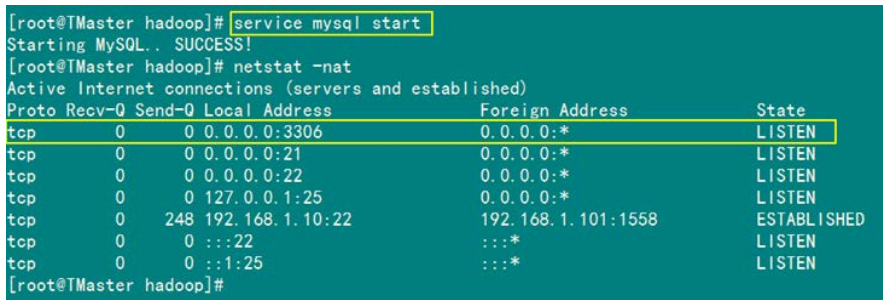 [root@TMaster hadoop]# service mysql start
Starting MySQL.. SUCCESS!
[root@TMaster hadoop]# netstat -nat
Active Internet connections (servers and established)
Proto Recv-Q Send-Q Local Address Foreign Address State
tcp 0 0 0.0.0.0:3306 0.0.0.0:* LISTEN
tcp 0 0 0.0.0.0:21 0.0.0.0:* LISTEN
tcp 0 0 0.0.0.0:22 0.0.0.0:* LISTEN
tcp 0 0 127.0.0.1:25 0.0.0.0:* LISTEN
tcp 0 248 192.168.1.10:22 192.168.1.101:1558 ESTABLISHED
tcp 0 0 :::22 :::* LISTEN
tcp 0 0 ::1:25 :::* LISTEN
[root@TMaster hadoop]#